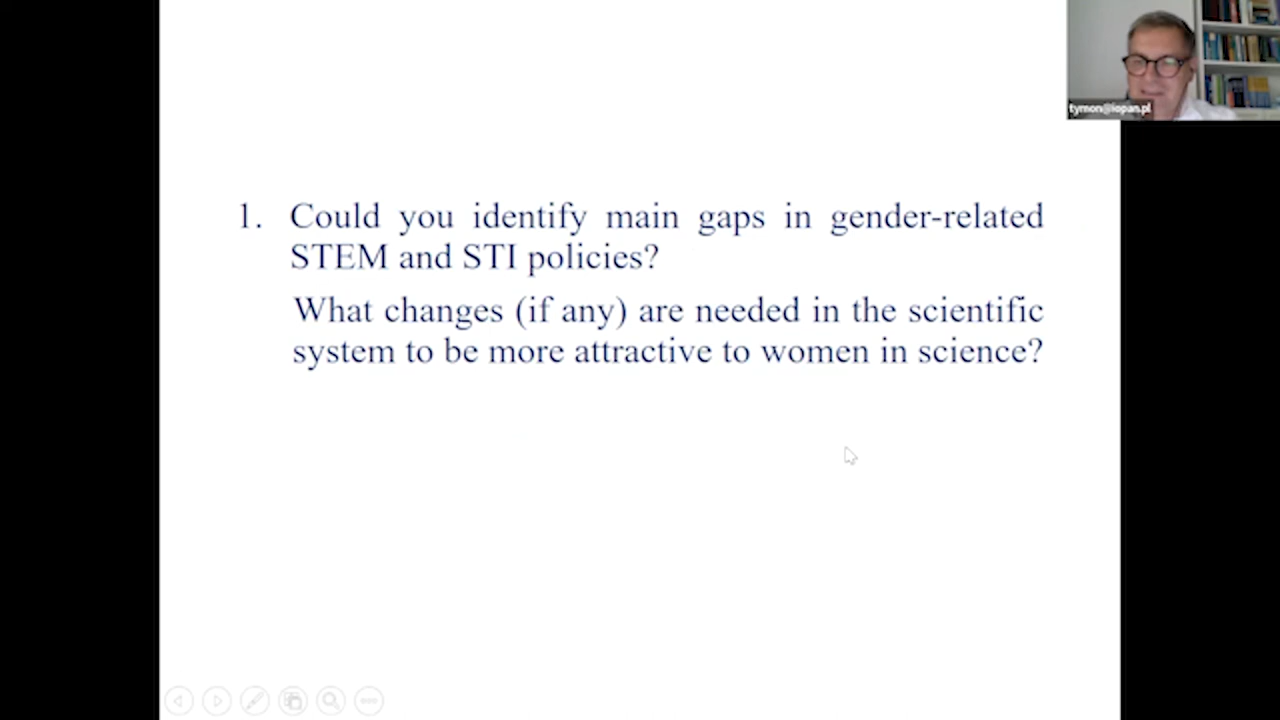 tymon@iopan.pl
1. Could you identify main gaps in gender-related
STEM and STI policies?
What changes (if any) are needed in the scientific
system to be more attractive to women in science?